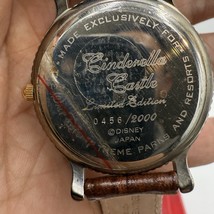 MADE EXCLUSIVELY FOR
THEME PARKS AND RESORTS
Cinderella
Castle
Limited Edition
0456/2000
©DISNEY
JAPAN